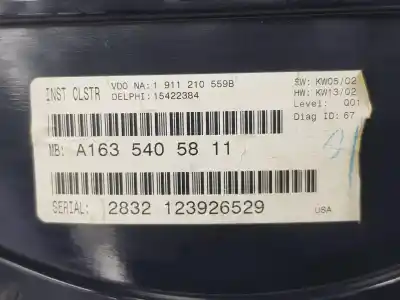 INST CLSTR
VDO NA: 1 911 210 559B
DELPHI: 15422384
SW: KW05/02
HW: KW13/02
Level: 001
Diag ID: 67
MB: A163 540 58 11
SERIAL: 2832 123926529
USA